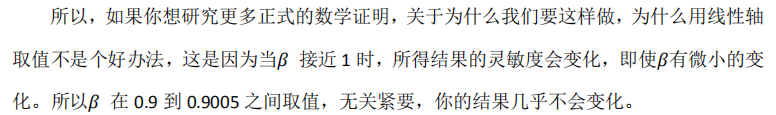 所以，如果你想研究更多正式的数学证明，关于为什么我们要这样做，为什么用线性轴
取值不是个好办法，这是因为当β 接近 1 时，所得结果的灵敏度会变化，即使β有微小的变
化。所以β 在 0.9 到 0.9005 之间取值，无关紧要，你的结果几乎不会变化。